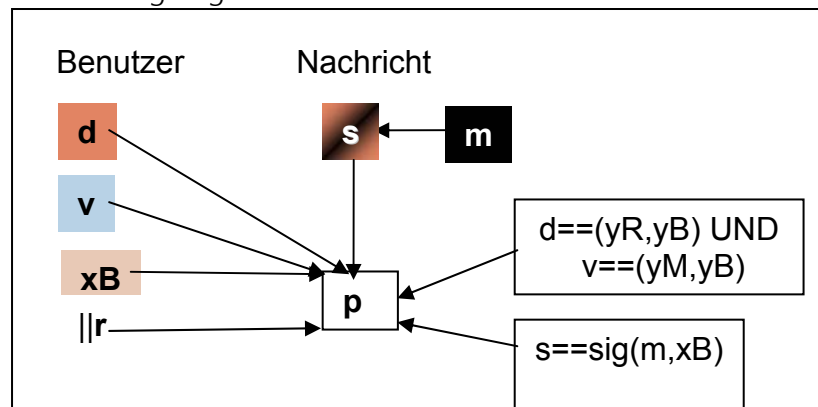 Benutzer Nachricht
d s m
v
d==(yR,yB) UND
v==(yM,yB)
xB p
||r
s==sig(m,xB)